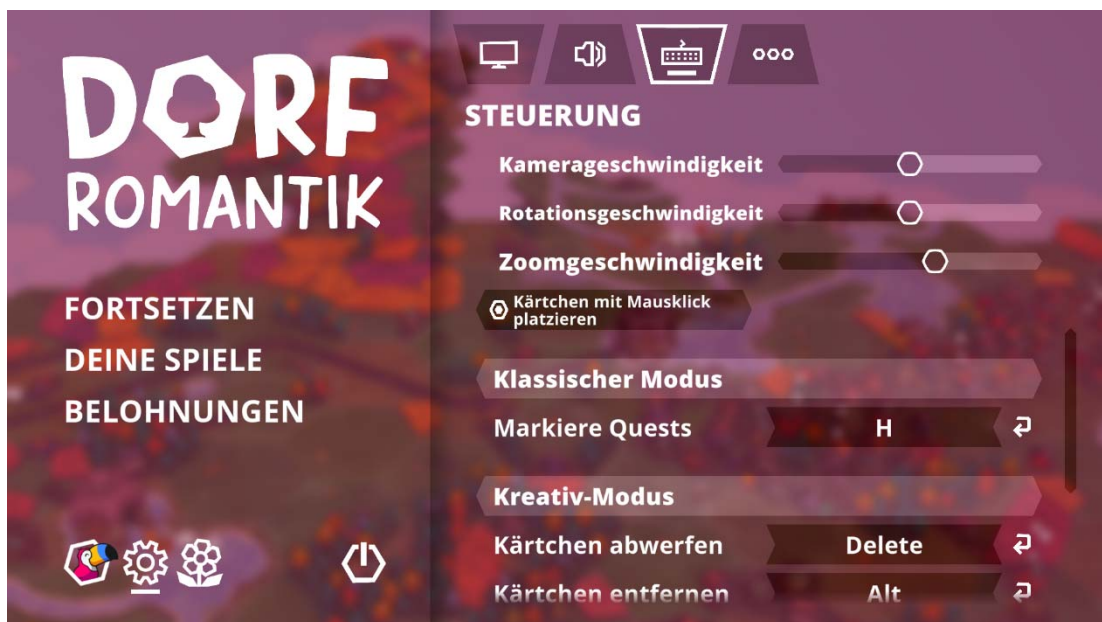 DORF
ROMANTIK
FORTSETZEN
DEINE SPIELE
BELOHNUNGEN
STEUERUNG
Kamerageschwindigkeit
Rotationsgeschwindigkeit
Zoomgeschwindigkeit
Kärtchen mit Mausklick
platzieren
Klassischer Modus
Markiere Quests H
Kreativ-Modus
Kärtchen abwerfen Delete
Kärtchen entfernen Alt